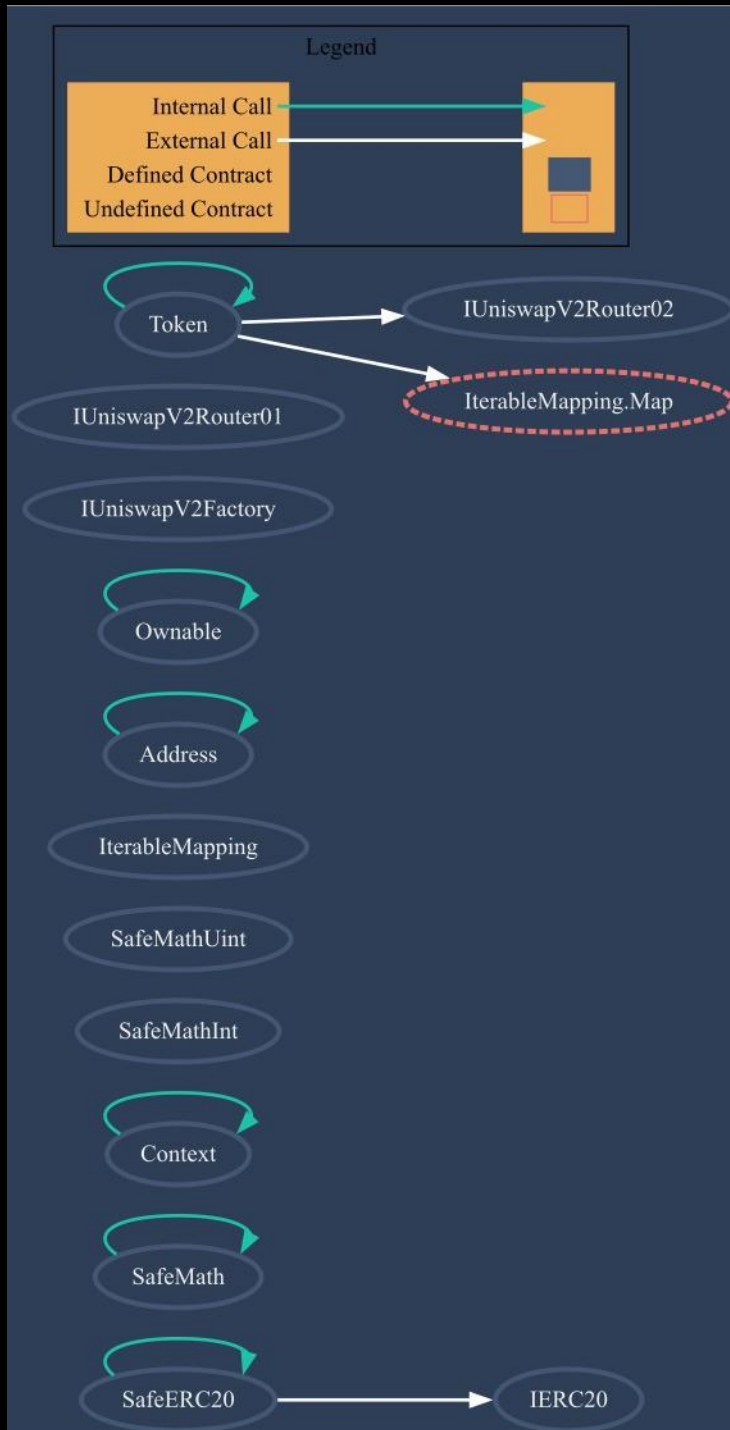 Legend
Internal Call
External Call
Defined Contract
Undefined Contract
Token
IUniswapV2Router02
IterableMapping.Map
IUniswapV2Router01
IUniswapV2Factory
Ownable
Address
IterableMapping
SafeMathUint
SafeMathInt
Context
SafeMath
SafeERC20
IERC20